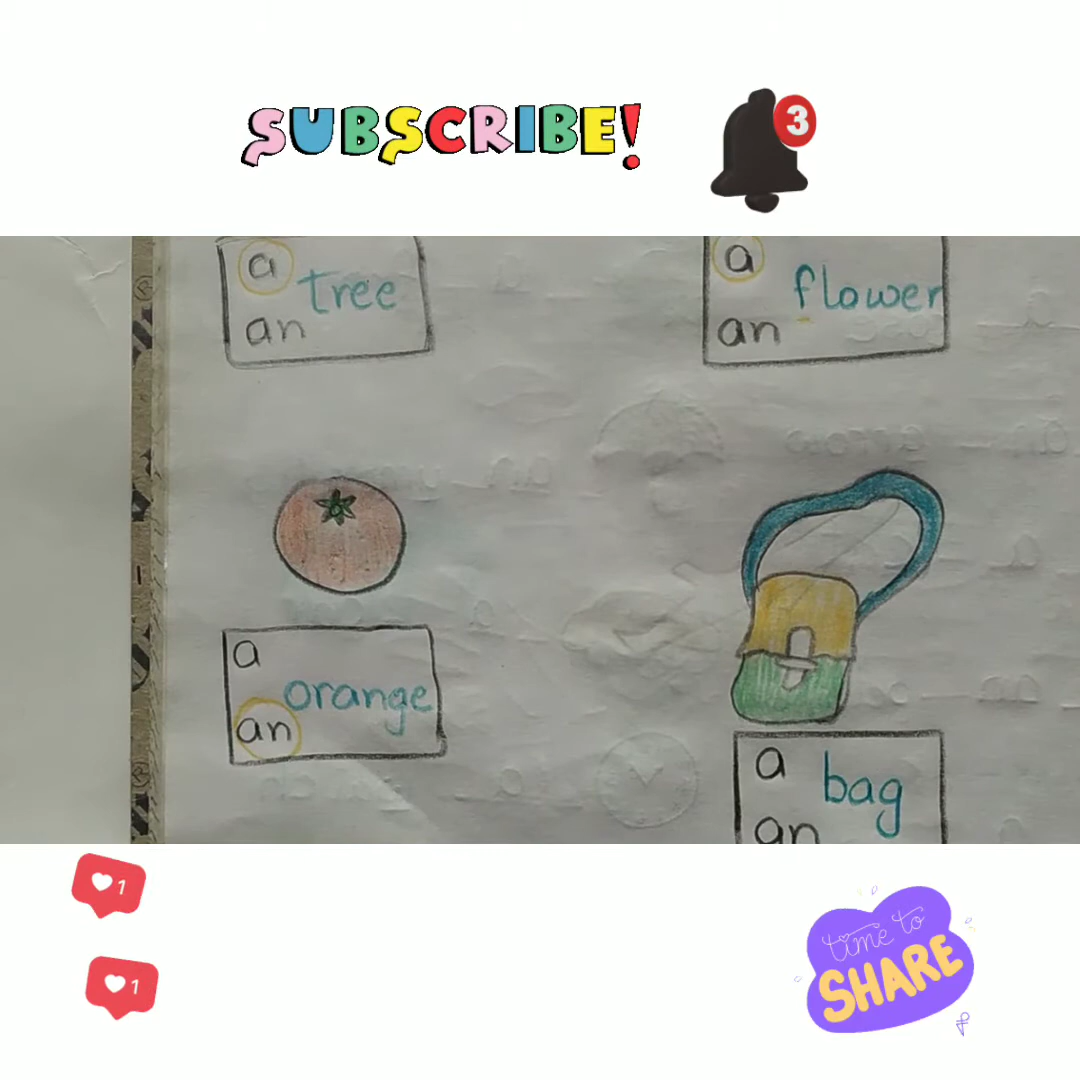 SUBSCRIBE!
3
a tree
an
a flower
an
a
orange
an
a bag
an
1
1
time to
SHARE